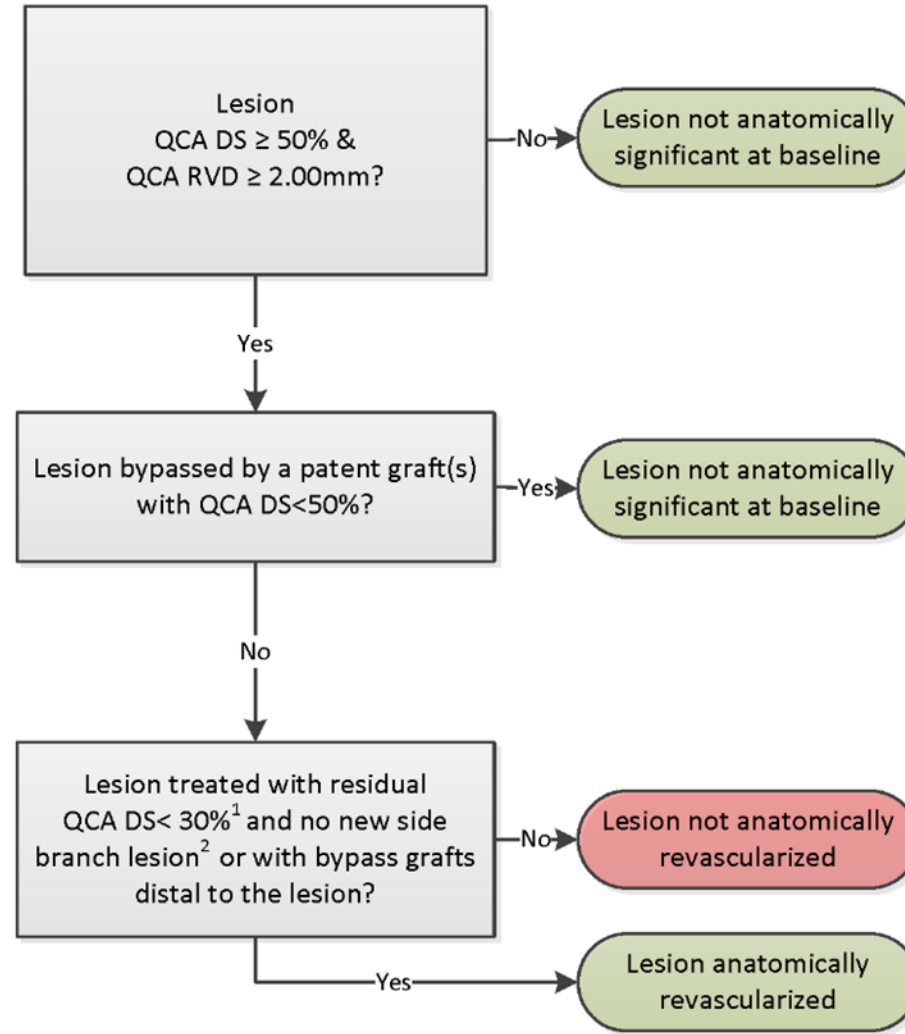 Lesion
QCA DS ≥ 50% &
QCA RVD ≥ 2.00mm?
No
Lesion not anatomically
significant at baseline
Yes
Lesion bypassed by a patent graft(s)
with QCA DS<50%?
Yes
Lesion not anatomically
significant at baseline
No
Lesion treated with residual
QCA DS< 30%¹ and no new side
branch lesion² or with bypass grafts
distal to the lesion?
No
Lesion not anatomically
revascularized
Yes
Lesion anatomically
revascularized